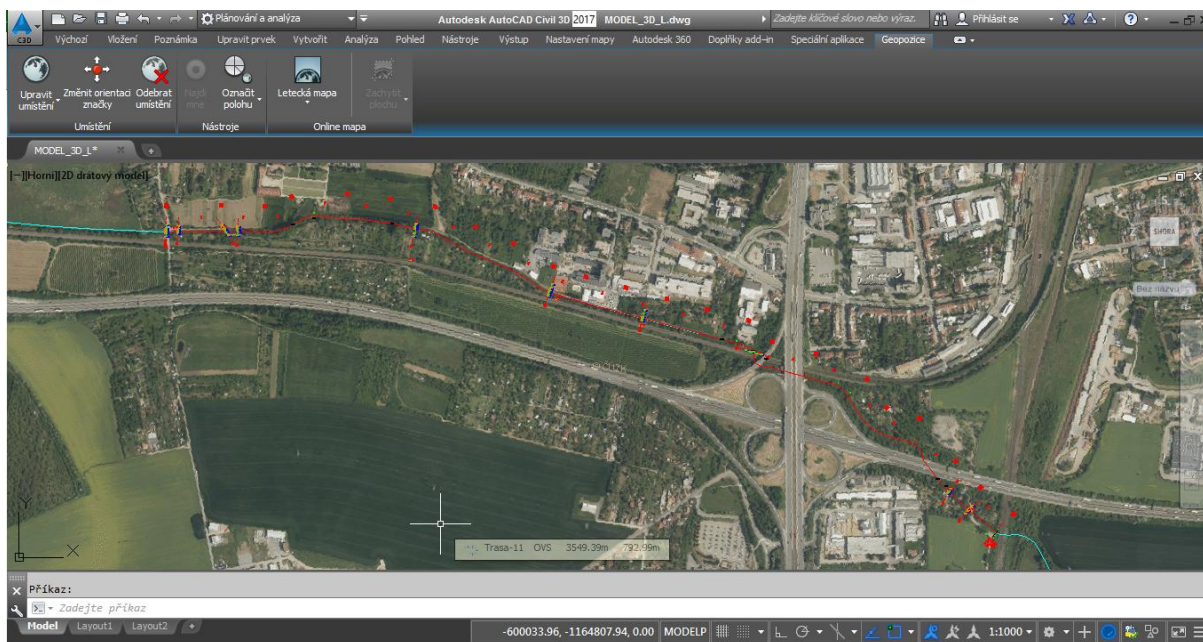 Plánování a analýza
Autodesk AutoCAD Civil 3D 2017 MODEL_3D_L.dwg
Zadejte klíčové slovo nebo výraz.
Přihlásit se
C3D
Výchozí Vložení Poznámka Upravit prvek Vytvořit Analýza Pohled Nástroje Výstup Nastavení mapy Autodesk 360 Doplňky add-in Speciální aplikace Geopozice
Upravit umístění
Změnit orientaci značky
Odebrat umístění
Najdi mne
Označit polohu
Letecká mapa
Zachytit plochu
Umístění
Nástroje
Online mapa
MODEL_3D_L*
[-][Horní][2D drátový model]
SHORA
Bez názvu
Y
X
Trasa-11 OVS 3549.39m 792.99m
Příkaz:
Zadejte příkaz
Model Layout1 Layout2
-600033.96, -1164807.94, 0.00 MODELP
1:1000